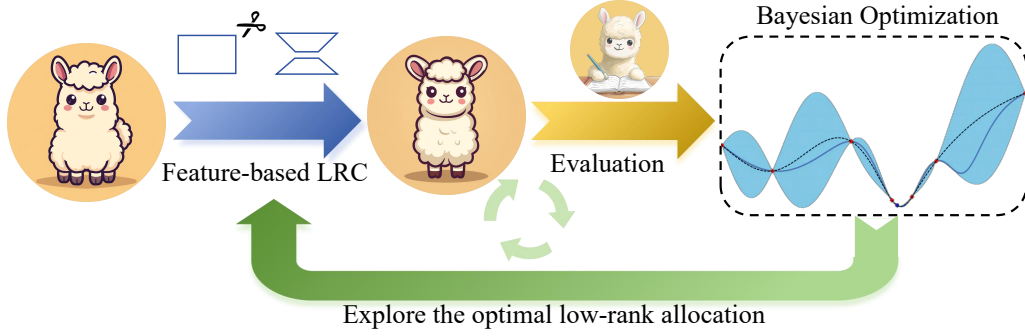 Bayesian Optimization
Feature-based LRC
Evaluation
Explore the optimal low-rank allocation